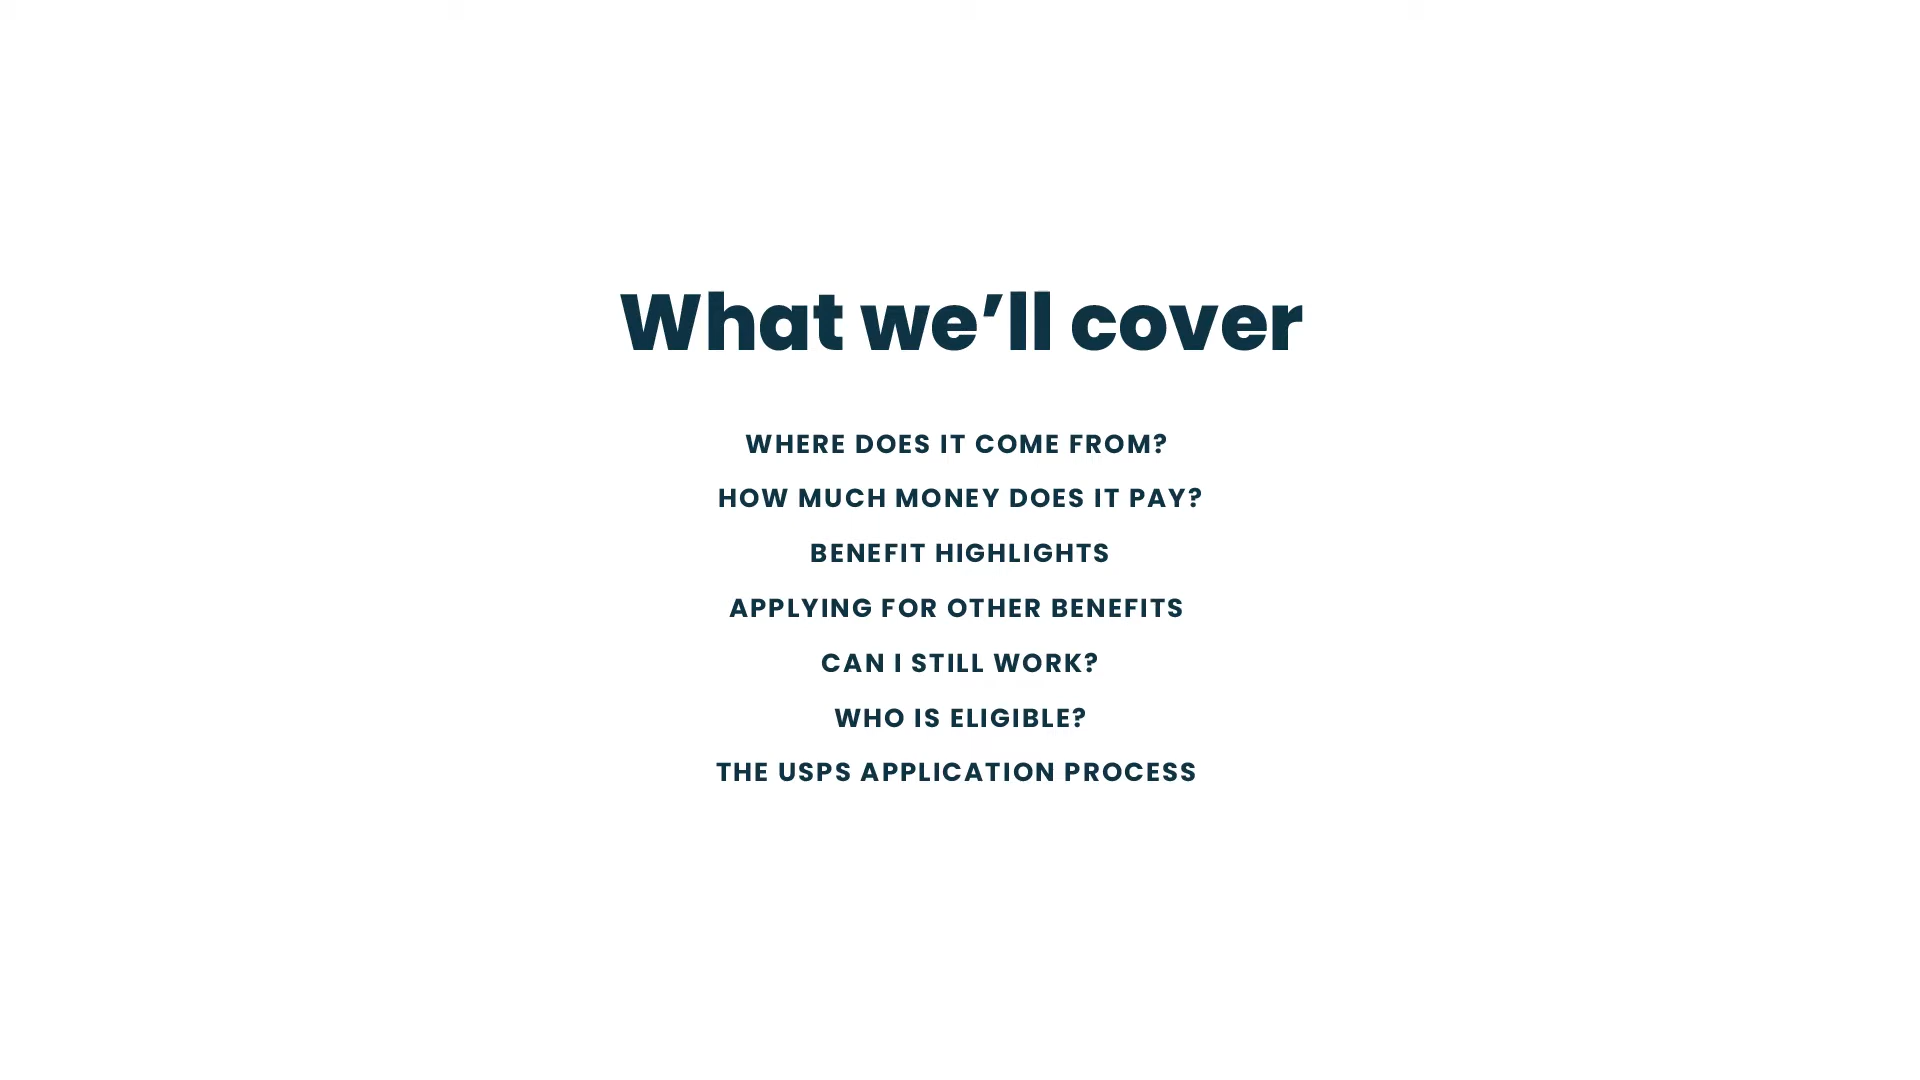 What we’ll cover
WHERE DOES IT COME FROM?
HOW MUCH MONEY DOES IT PAY?
BENEFIT HIGHLIGHTS
APPLYING FOR OTHER BENEFITS
CAN I STILL WORK?
WHO IS ELIGIBLE?
THE USPS APPLICATION PROCESS